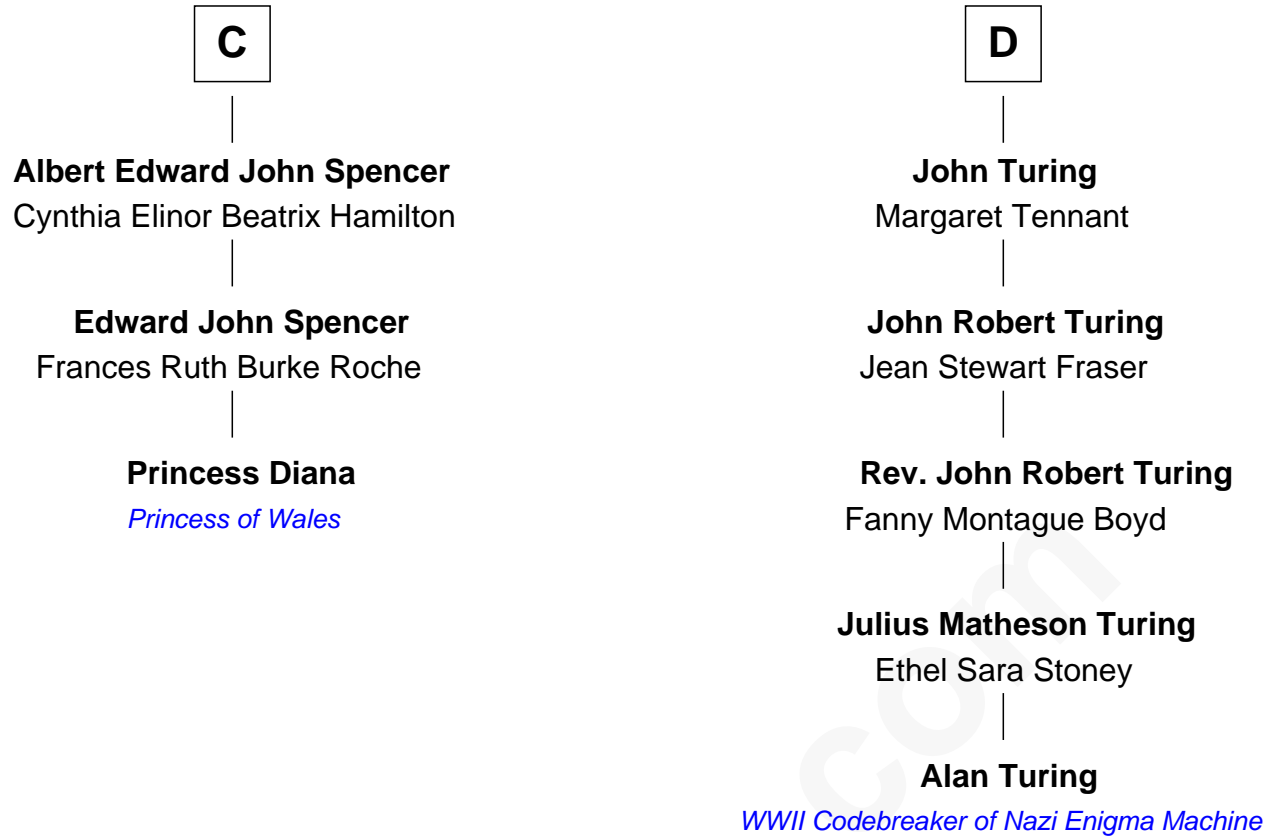 C
Albert Edward John Spencer
Cynthia Elinor Beatrix Hamilton
Edward John Spencer
Frances Ruth Burke Roche
Princess Diana
Princess of Wales
D
John Turing
Margaret Tennant
John Robert Turing
Jean Stewart Fraser
Rev. John Robert Turing
Fanny Montague Boyd
Julius Matheson Turing
Ethel Sara Stoney
Alan Turing
WWII Codebreaker of Nazi Enigma Machine
com